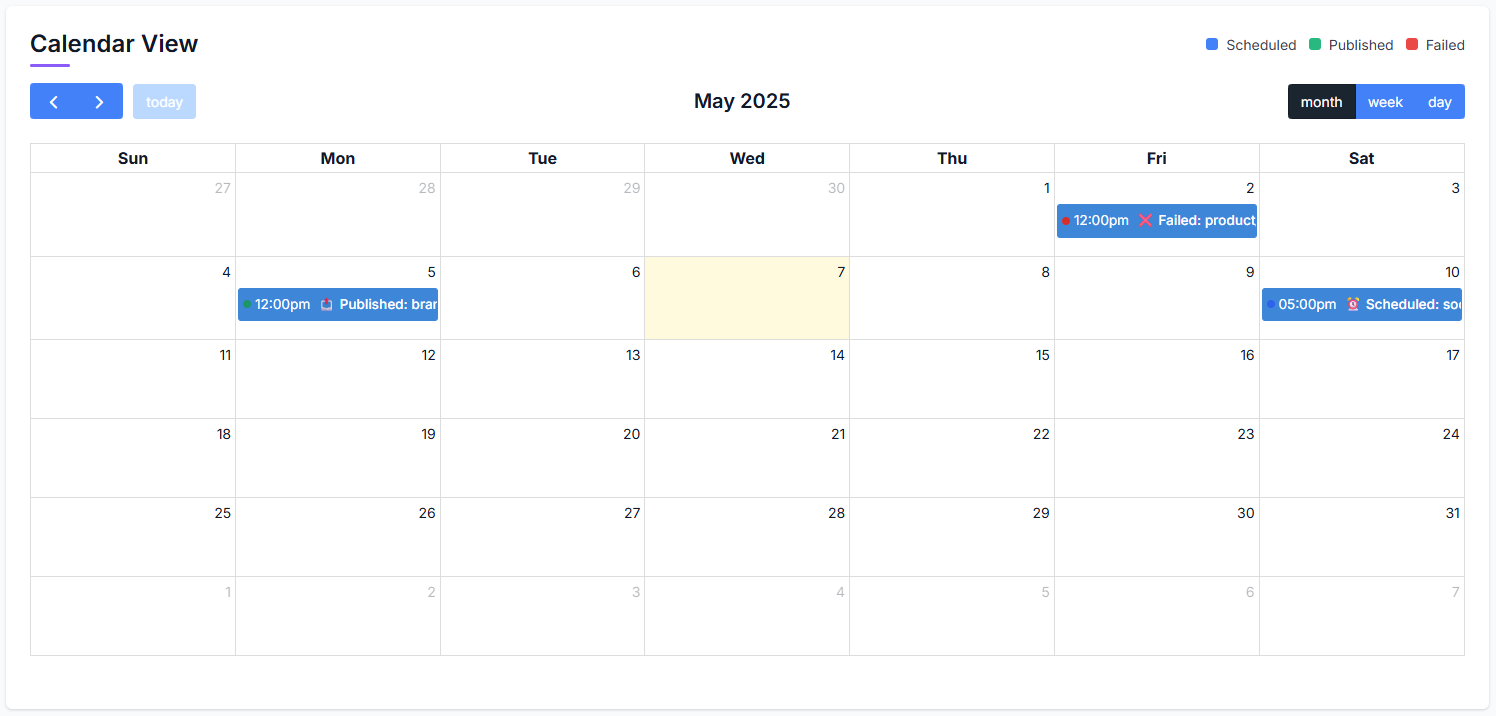 Calendar View
Scheduled Published Failed
today
May 2025
month week day
Sun Mon Tue Wed Thu Fri Sat
27 28 29 30 1 2 3
12:00pm ❌ Failed: product
4 5 6 7 8 9 10
12:00pm 📤 Published: bran
05:00pm ⏰ Scheduled: soc
11 12 13 14 15 16 17
18 19 20 21 22 23 24
25 26 27 28 29 30 31
1 2 3 4 5 6 7